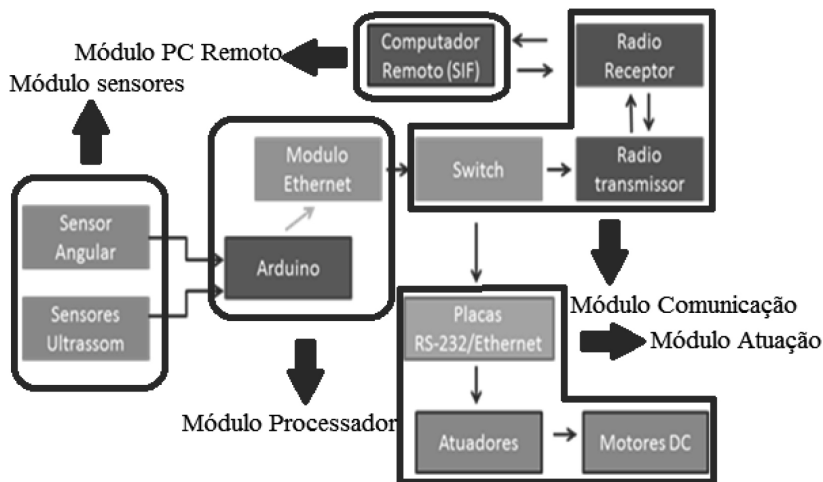 Módulo PC Remoto
Módulo sensores
Computador
Remoto (SIF)
Radio
Receptor
Modulo
Ethernet
Switch
Radio
transmissor
Sensor
Angular
Arduino
Sensores
Ultrassom
Módulo Comunicação
Placas
RS-232/Ethernet
Módulo Atuação
Módulo Processador
Atuadores
Motores DC